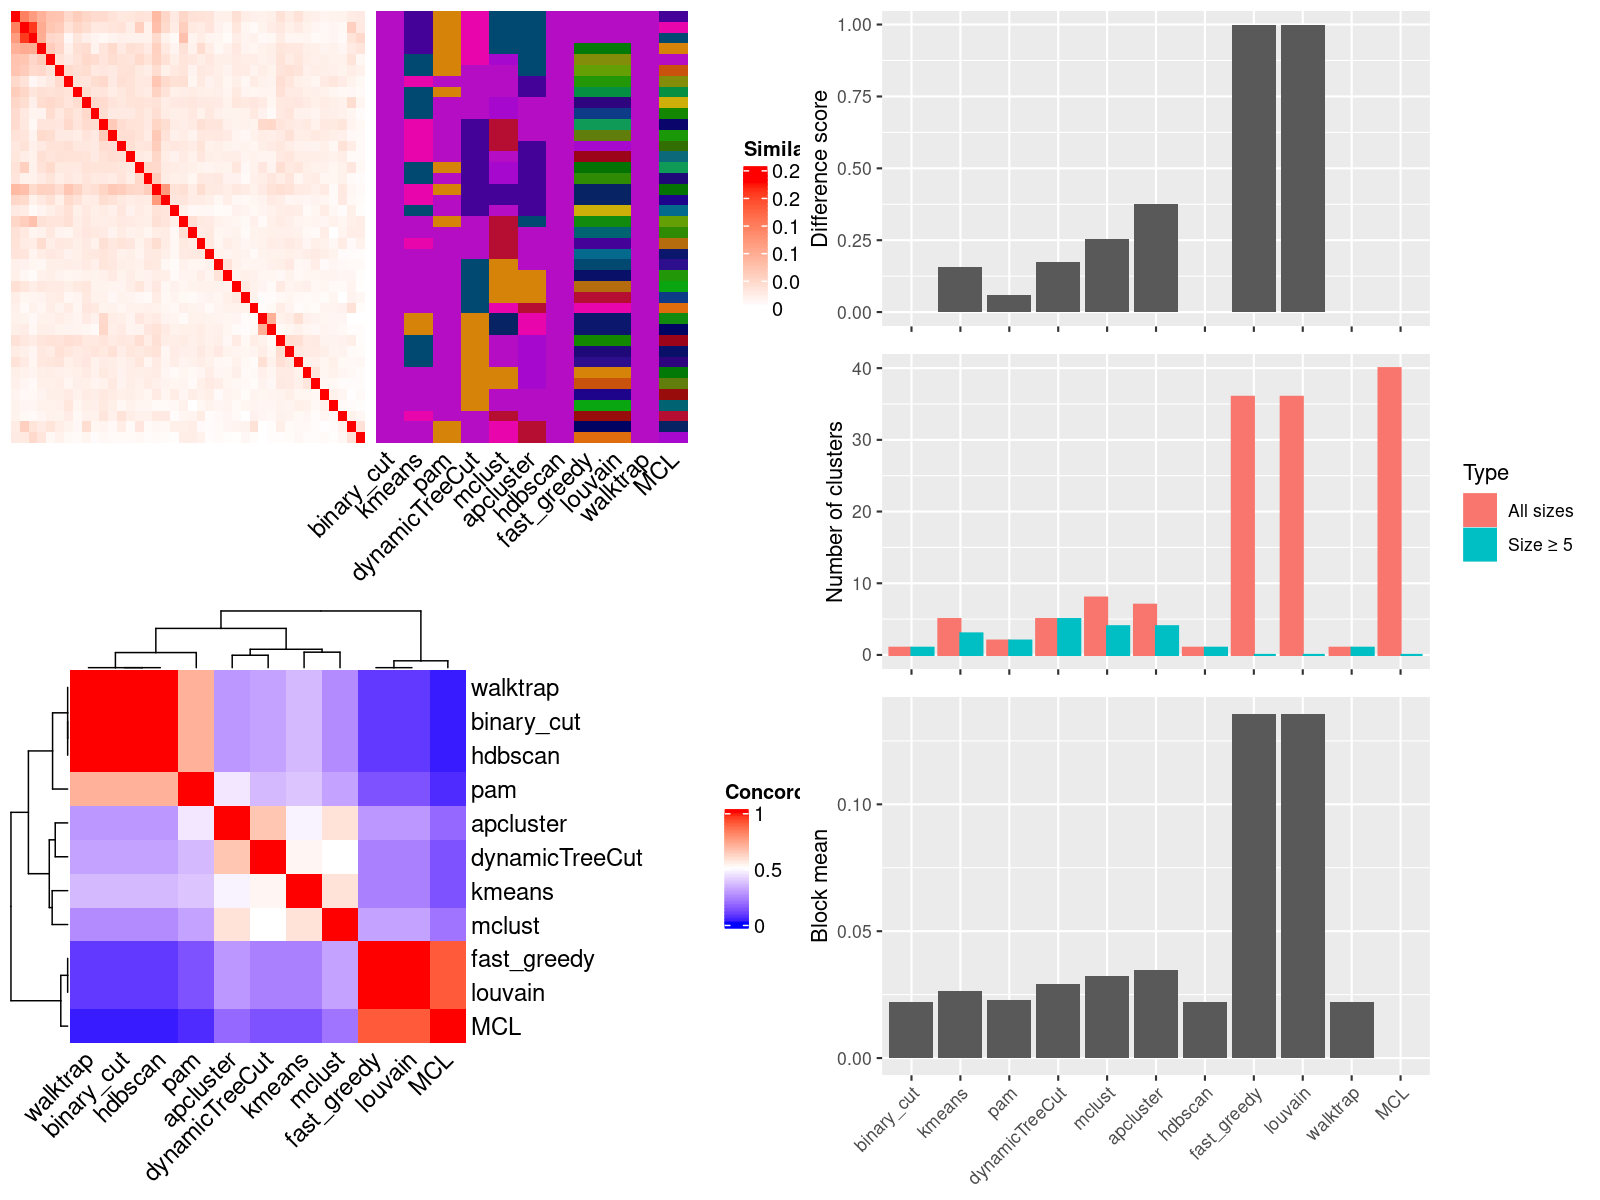 Simila
0.2
0.2
0.1
0.1
0.0
0
binary_cut
kmeans
pam
dynamicTreeCut
mclust
apcluster
hdbscan
fast_greedy
louvain
walktrap
MCL
Difference score
1.00
0.75
0.50
0.25
0.00
Number of clusters
40
30
20
10
0
Type
All sizes
Size ≥ 5
walktrap
binary_cut
hdbscan
pam
apcluster
dynamicTreeCut
kmeans
mclust
fast_greedy
louvain
MCL
walktrap
binary_cut
hdbscan
pam
apcluster
dynamicTreeCut
kmeans
mclust
fast_greedy
louvain
MCL
Concord
1
0.5
0
Block mean
0.10
0.05
0.00
binary_cut
kmeans
pam
dynamicTreeCut
mclust
apcluster
hdbscan
fast_greedy
louvain
walktrap
MCL